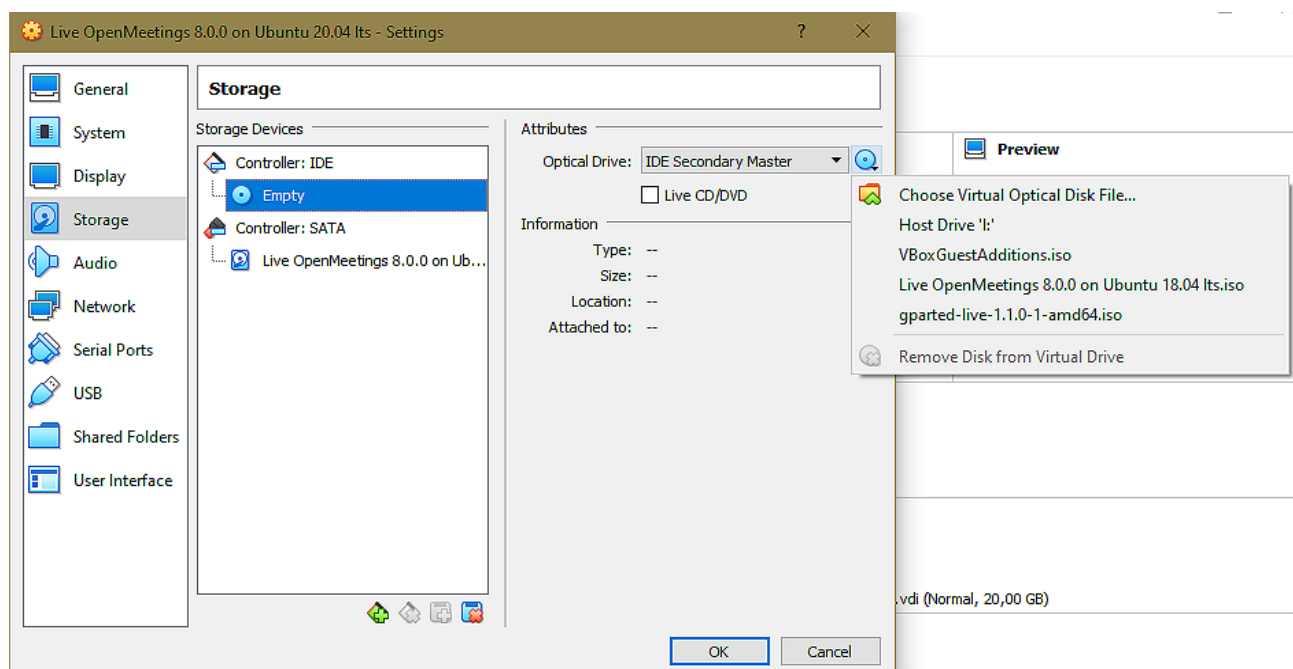 Live OpenMeetings 8.0.0 on Ubuntu 20.04 lts - Settings ?
General
System
Display
Storage
Audio
Network
Serial Ports
USB
Shared Folders
User Interface
Storage
Storage Devices
Controller: IDE
Empty
Controller: SATA
Live OpenMeetings 8.0.0 on Ub...
Attributes
Optical Drive: IDE Secondary Master
Live CD/DVD
Information
Type: --
Size: --
Location: --
Attached to: --
OK Cancel
Preview
Choose Virtual Optical Disk File...
Host Drive 'I:'
VBoxGuestAdditions.iso
Live OpenMeetings 8.0.0 on Ubuntu 18.04 lts.iso
gparted-live-1.1.0-1-amd64.iso
Remove Disk from Virtual Drive
.vdi (Normal, 20,00 GB)